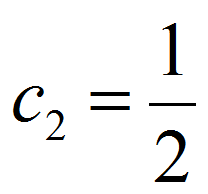 c₂ = 1/2